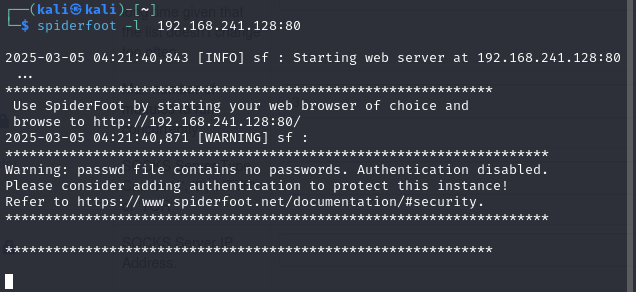 ┌──(kali㉿kali)-[~]
└─$ spiderfoot -l  192.168.241.128:80
2025-03-05 04:21:40,843 [INFO] sf : Starting web server at 192.168.241.128:80
...
*************************************************************
Use SpiderFoot by starting your web browser of choice and
browse to http://192.168.241.128:80/
2025-03-05 04:21:40,871 [WARNING] sf :
********************************************************************
Warning: passwd file contains no passwords. Authentication disabled.
Please consider adding authentication to protect this instance!
Refer to https://www.spiderfoot.net/documentation/#security.
********************************************************************
*************************************************************
Address.